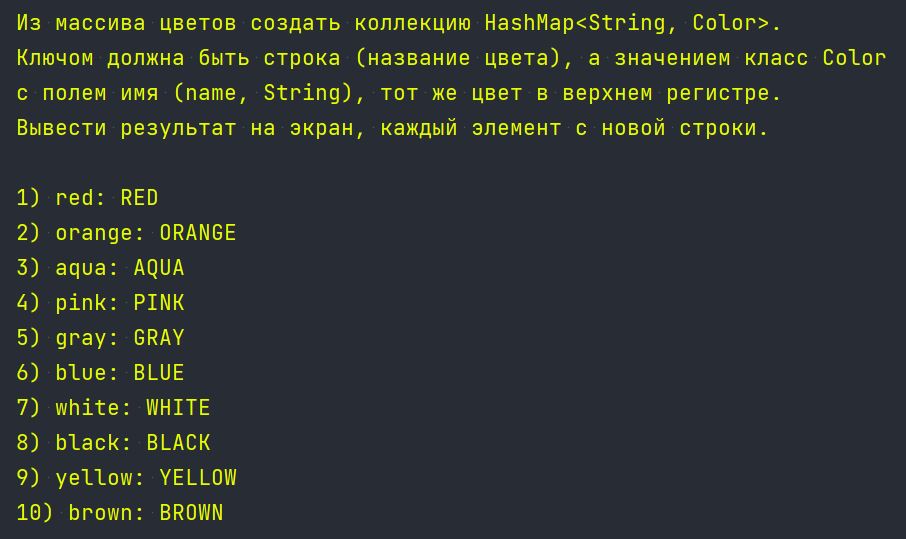 Из массива цветов создать коллекцию HashMap<String, Color>.
Ключом должна быть строка (название цвета), а значением класс Color
с полем имя (name, String), тот же цвет в верхнем регистре.
Вывести результат на экран, каждый элемент с новой строки.
1) red: RED
2) orange: ORANGE
3) aqua: AQUA
4) pink: PINK
5) gray: GRAY
6) blue: BLUE
7) white: WHITE
8) black: BLACK
9) yellow: YELLOW
10) brown: BROWN